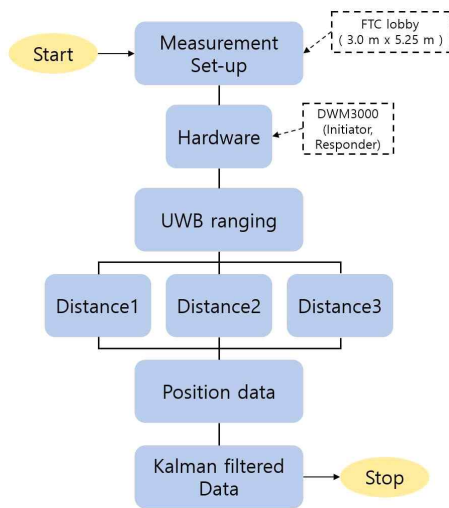 FTC lobby
( 3.0 m x 5.25 m )
Start
Measurement
Set-up
DWM3000
(Initiator,
Responder)
Hardware
UWB ranging
Distance1
Distance2
Distance3
Position data
Kalman filtered
Data
Stop